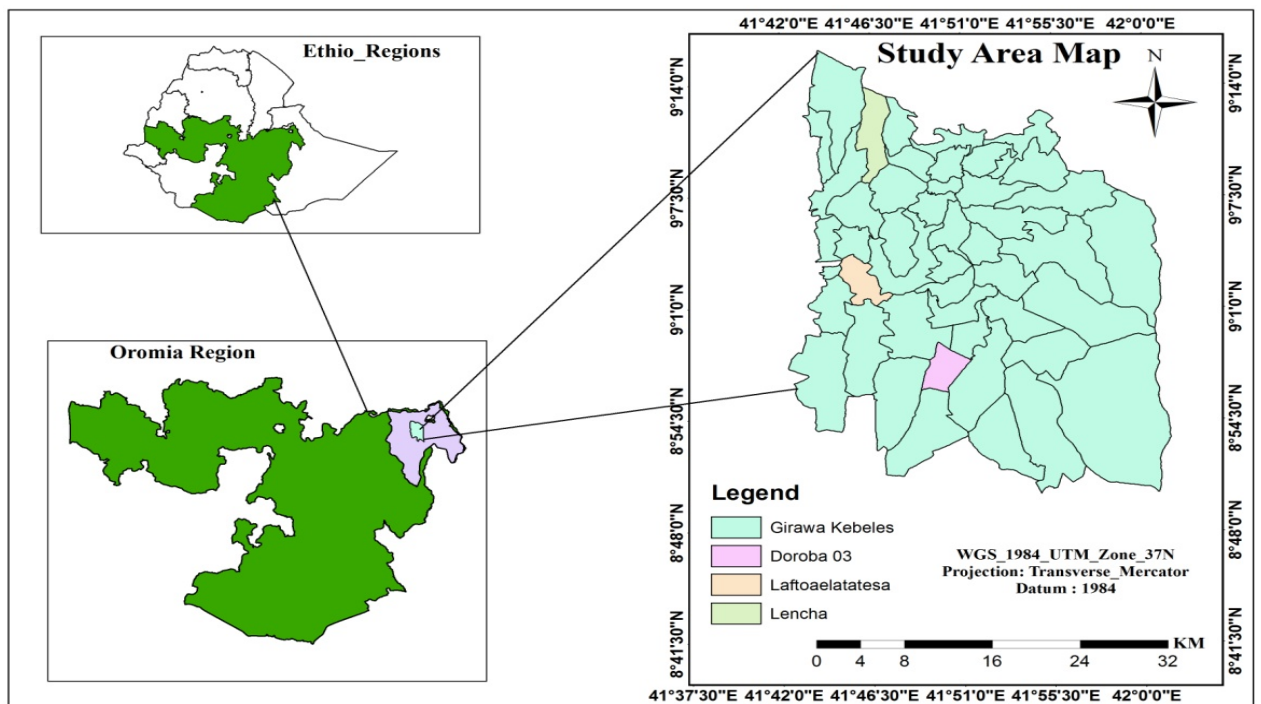 Ethio_Regions
Oromia Region
41°42'0"E 41°46'30"E 41°51'0"E 41°55'30"E 42°0'0"E
Study Area Map
N
9°14'0"N
9°7'30"N
9°1'0"N
8°54'30"N
8°48'0"N
8°41'30"N
9°14'0"N
9°7'30"N
9°1'0"N
8°54'30"N
8°48'0"N
8°41'30"N
Legend
Girawa Kebeles
Doroba 03
Laftoaelatatesa
Lencha
WGS_1984_UTM_Zone_37N
Projection: Transverse_Mercator
Datum : 1984
KM
0 4 8 16 24 32
41°37'30"E 41°42'0"E 41°46'30"E 41°51'0"E 41°55'30"E 42°0'0"E